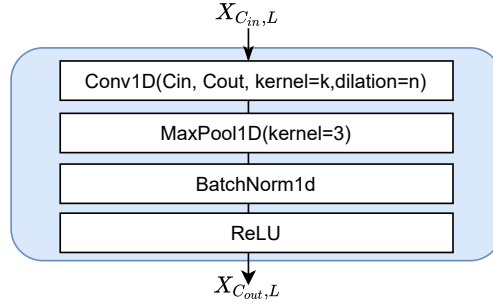 X_{C_{in},L}
Conv1D(Cin, Cout, kernel=k,dilation=n)
MaxPool1D(kernel=3)
BatchNorm1d
ReLU
X_{C_{out},L}